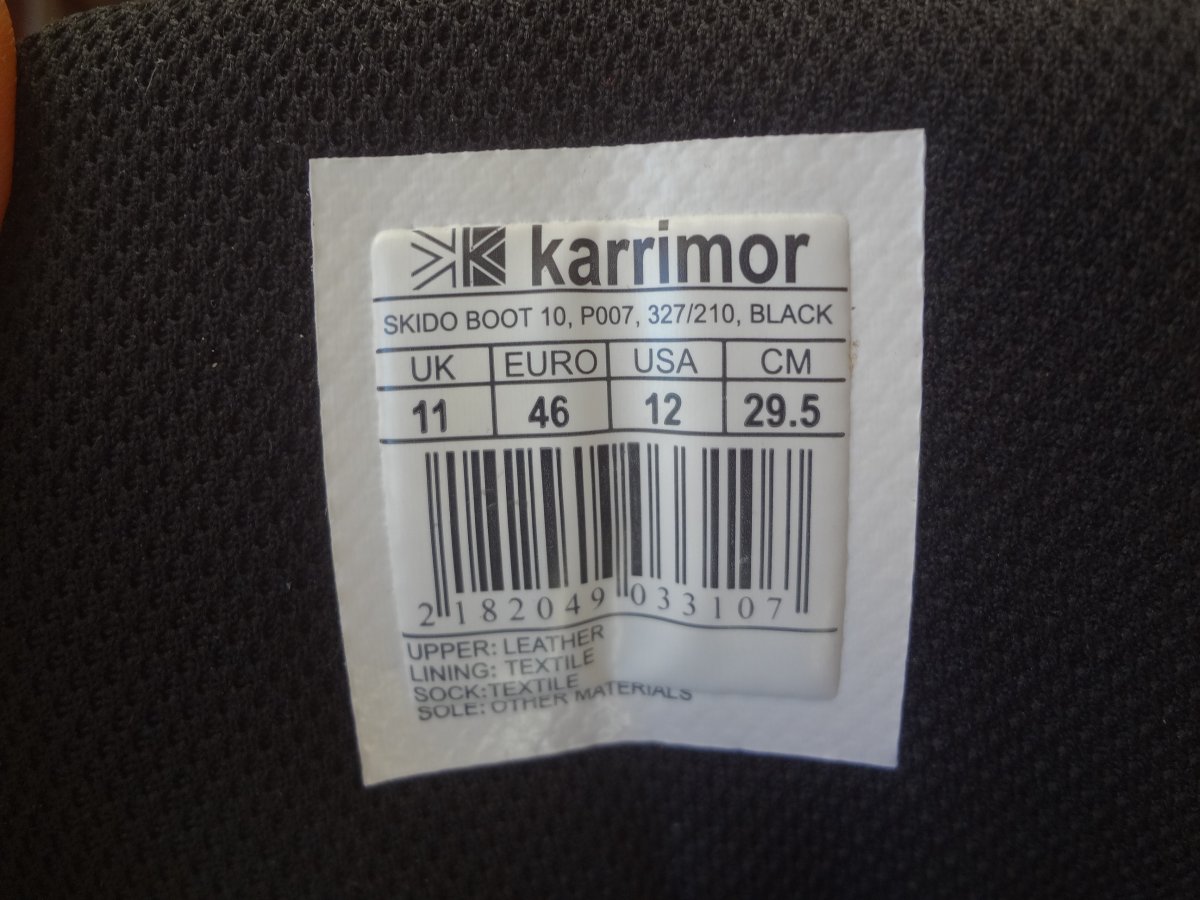 karrimor
SKIDO BOOT 10, P007, 327/210, BLACK
UK EURO USA CM
11 46 12 29.5
2 182049 033107
UPPER: LEATHER
LINING: TEXTILE
SOCK:TEXTILE
SOLE: OTHER MATERIALS